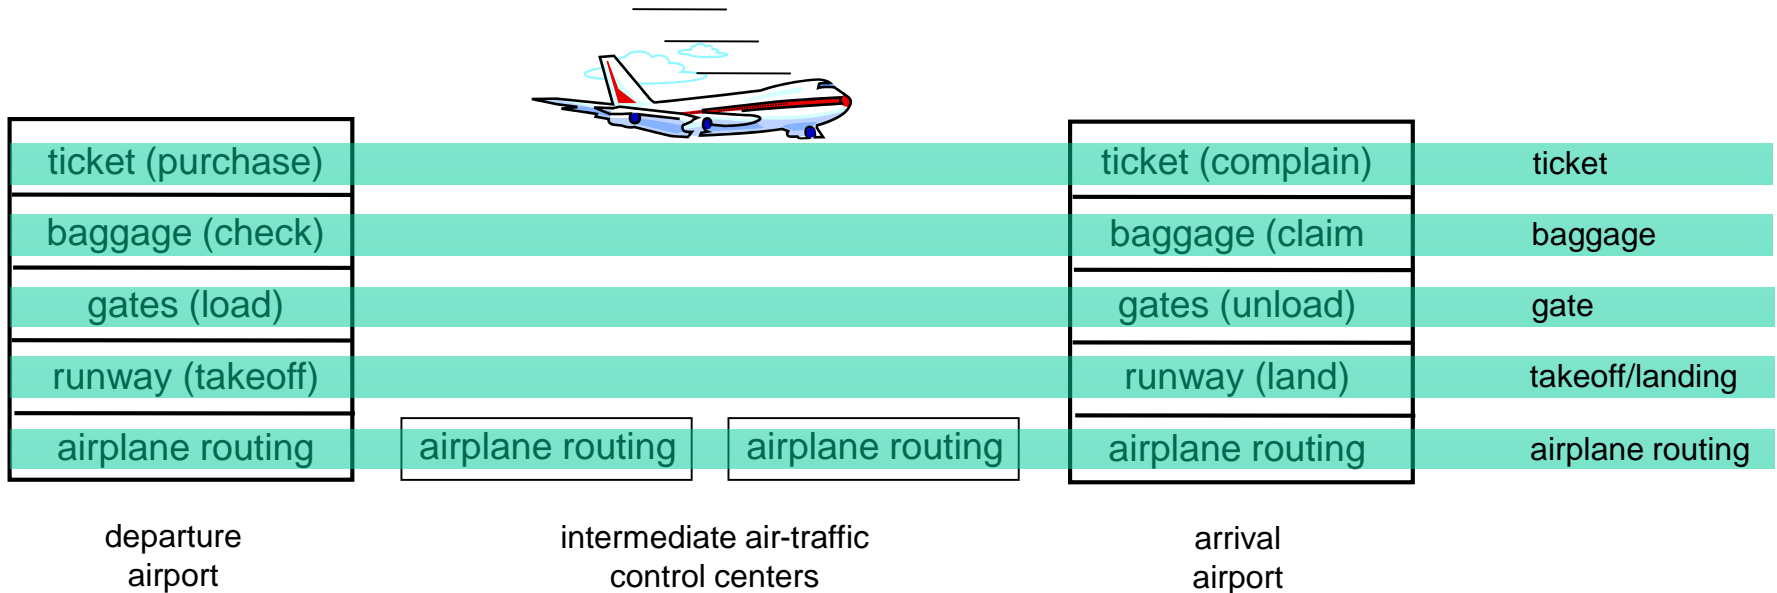 ticket (purchase) ticket (complain) ticket
baggage (check) baggage (claim baggage
gates (load) gates (unload) gate
runway (takeoff) runway (land) takeoff/landing
airplane routing airplane routing airplane routing airplane routing airplane routing
departure
airport
intermediate air-traffic
control centers
arrival
airport